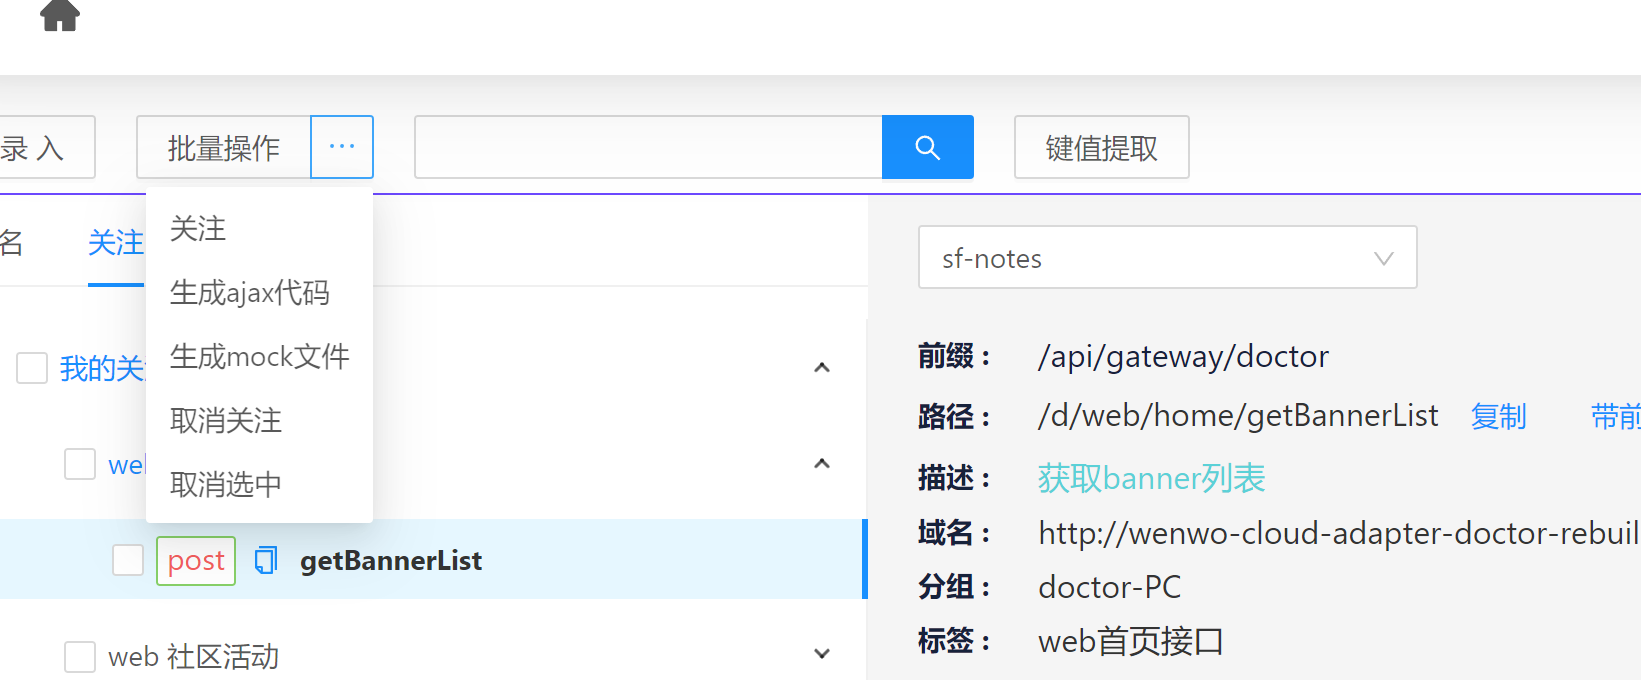 录 入
批量操作
···
键值提取
名
关注
关注
生成ajax代码
生成mock文件
取消关注
取消选中
我的关
web
post
getBannerList
web 社区活动
sf-notes
前缀：
/api/gateway/doctor
路径：
/d/web/home/getBannerList
复制
带前
描述：
获取banner列表
域名：
http://wenwo-cloud-adapter-doctor-rebuil
分组：
doctor-PC
标签：
web首页接口